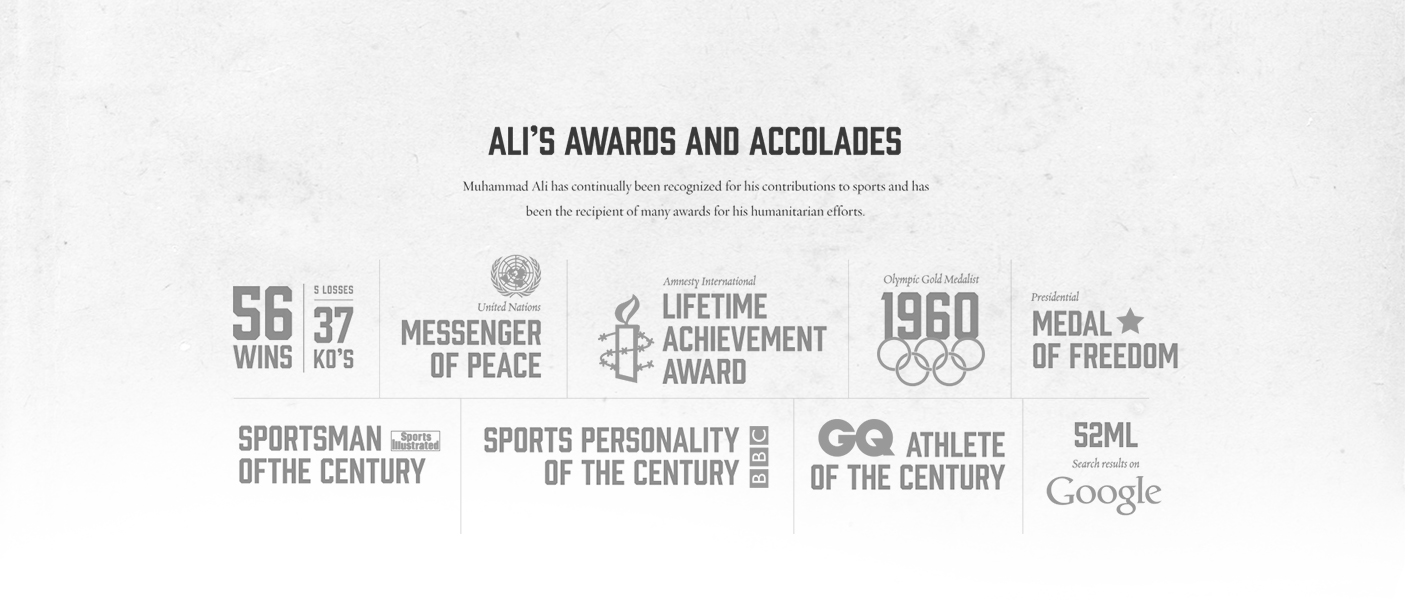 ALI'S AWARDS AND ACCOLADES
Muhammad Ali has continually been recognized for his contributions to sports and has
been the recipient of many awards for his humanitarian efforts.
56
WINS
5 LOSSES
37
KO'S
United Nations
MESSENGER
OF PEACE
Amnesty International
LIFETIME
ACHIEVEMENT
AWARD
Olympic Gold Medalist
1960
Presidential
MEDAL
OF FREEDOM
SPORTSMAN
Sports
Illustrated
OFTHE CENTURY
SPORTS PERSONALITY
OF THE CENTURY
BBC
GQ ATHLETE
OF THE CENTURY
52ML
Search results on
Google